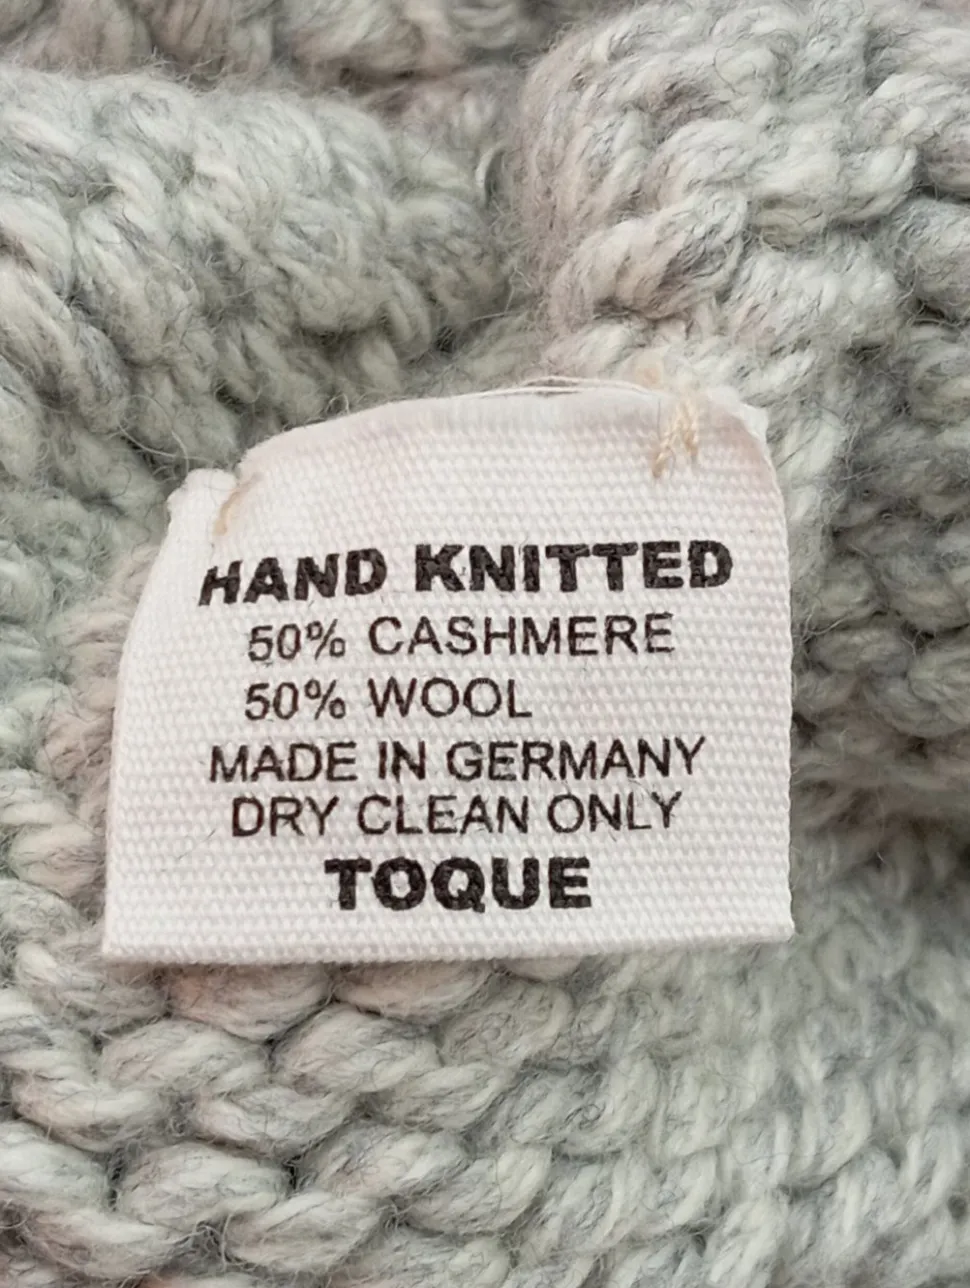 HAND KNITTED
50% CASHMERE
50% WOOL
MADE IN GERMANY
DRY CLEAN ONLY
TOQUE